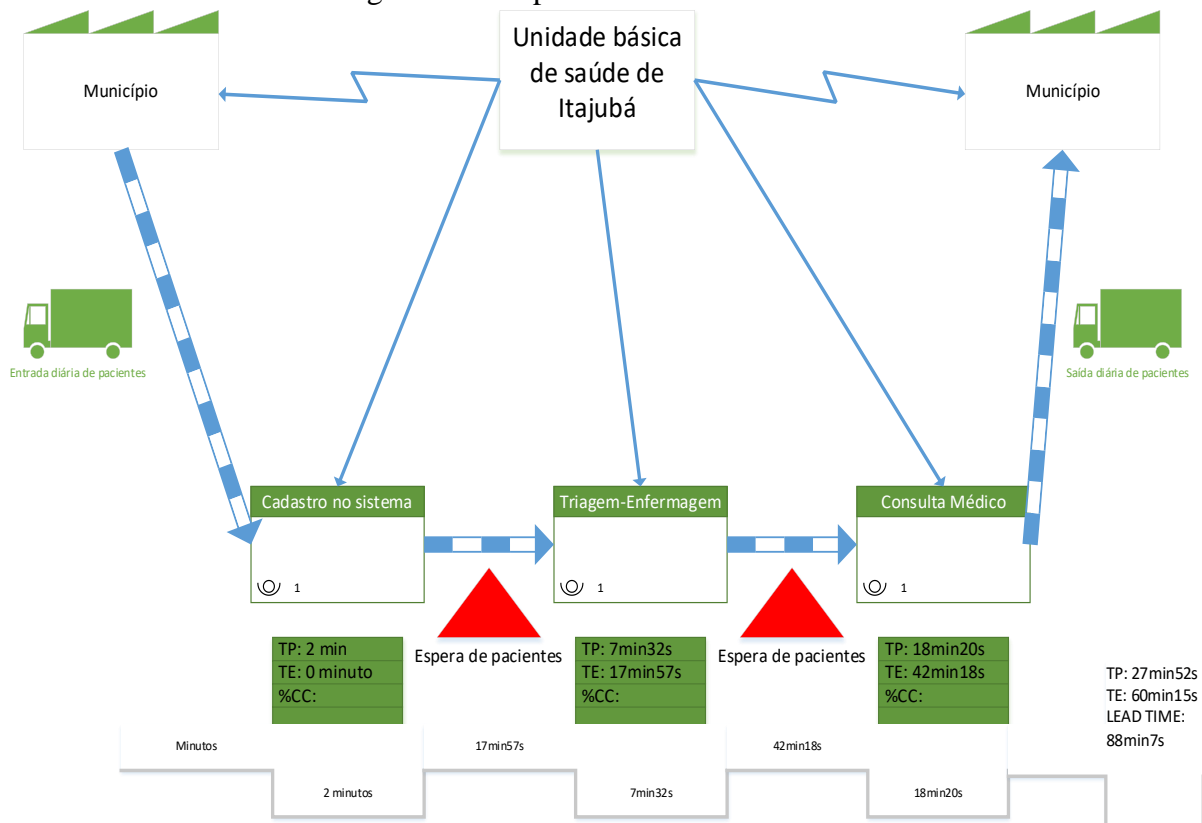 Unidade básica
de saúde de
Itajubá
Município
Município
Entrada diária de pacientes
Saída diária de pacientes
Cadastro no sistema
1
Triagem-Enfermagem
1
Consulta Médico
1
TP: 2 min
TE: 0 minuto
%CC:
Espera de pacientes
TP: 7min32s
TE: 17min57s
%CC:
Espera de pacientes
TP: 18min20s
TE: 42min18s
%CC:
TP: 27min52s
TE: 60min15s
LEAD TIME:
88min7s
Minutos
17min57s
42min18s
2 minutos
7min32s
18min20s